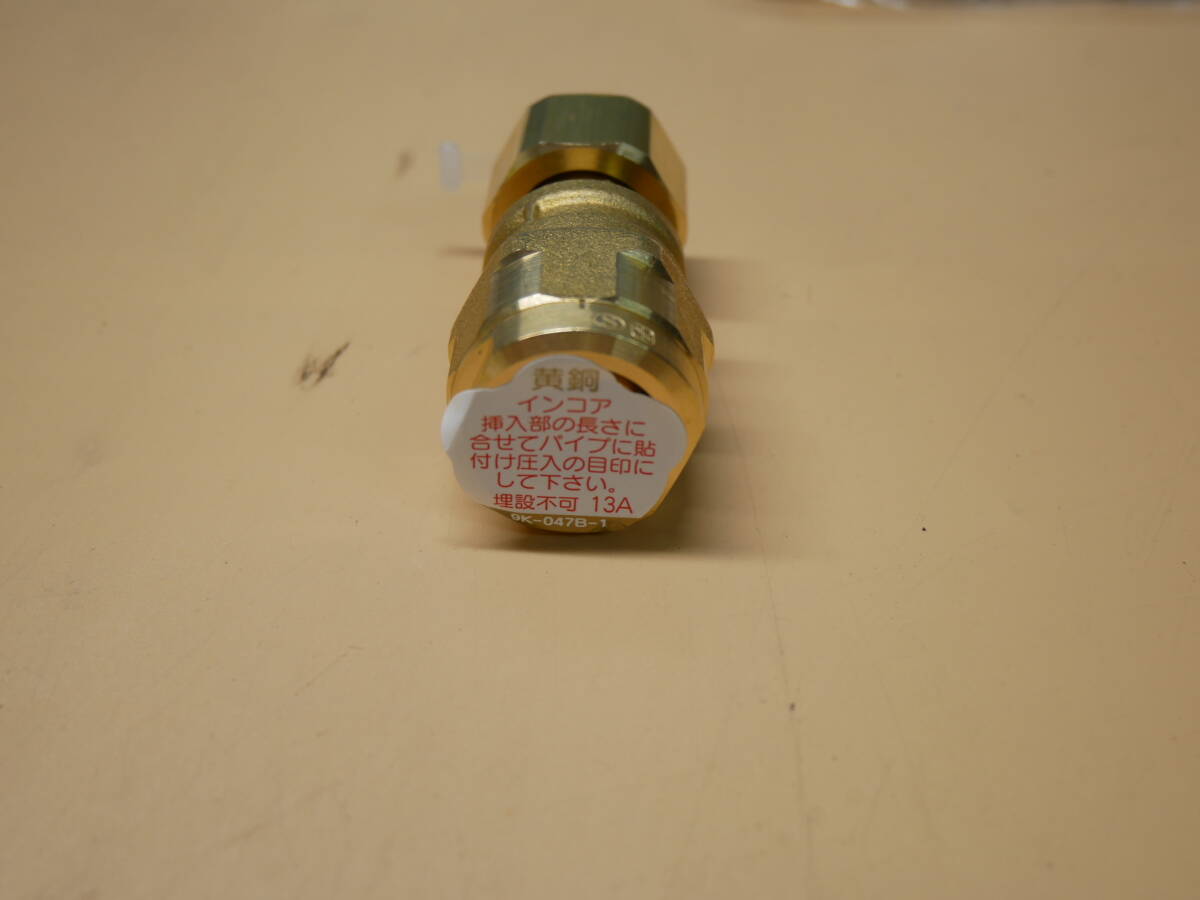 黄銅
インコア
挿入部の長さに
合せてパイプに貼
付け圧入の目印に
して下さい。
埋設不可 13A
9K-047B-1